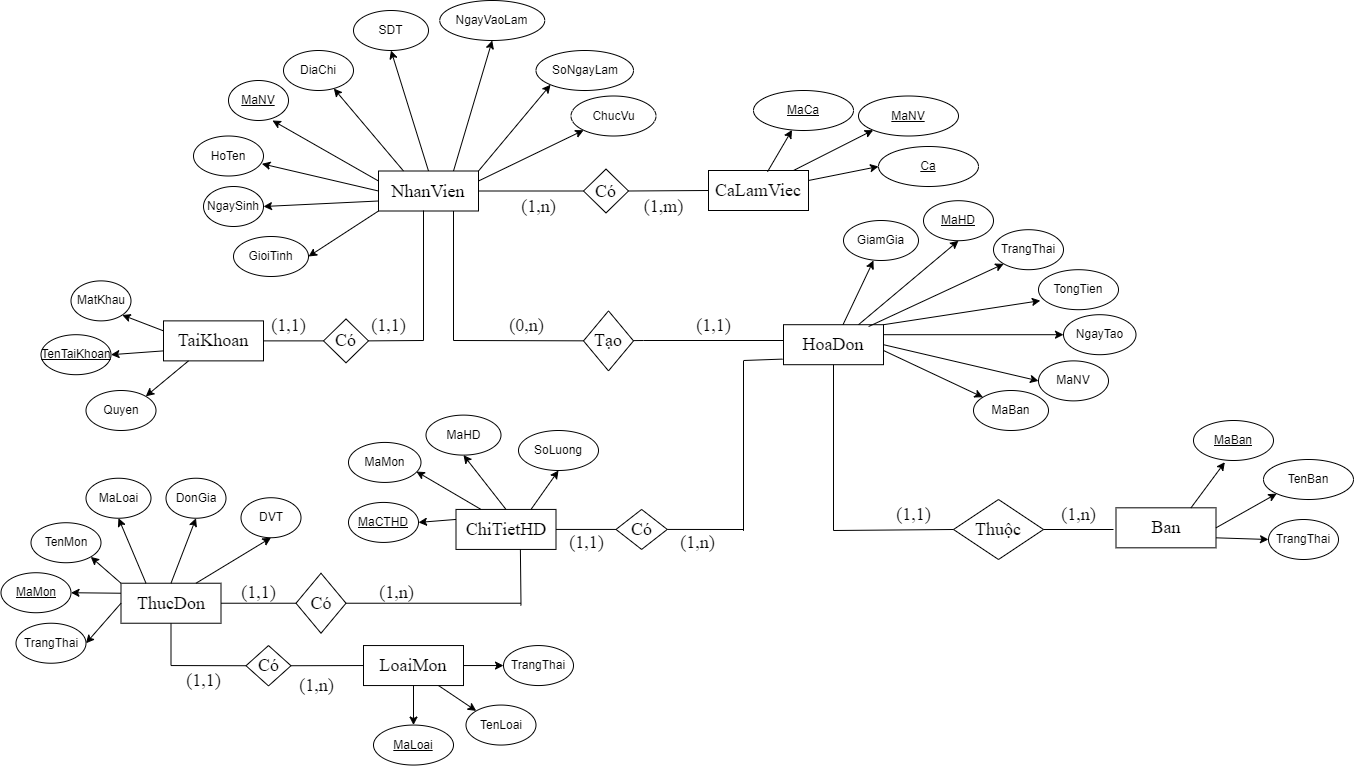 NgayVaoLam
SDT
DiaChi
SoNgayLam
MaNV
ChucVu
MaCa
MaNV
HoTen
Ca
NhanVien
Có
CaLamViec
(1,n)
(1,m)
NgaySinh
GioiTinh
MaHD
GiamGia
TrangThai
TongTien
MatKhau
NgayTao
(1,1)
(1,1)
(0,n)
(1,1)
TaiKhoan
Có
Tạo
HoaDon
TenTaiKhoan
MaNV
Quyen
MaBan
MaHD
MaBan
SoLuong
MaMon
TenBan
MaLoai
DonGia
DVT
MaCTHD
ChiTietHD
Có
(1,1)
(1,n)
(1,1)
(1,n)
Thuộc
Ban
TenMon
TrangThai
MaMon
(1,1)
(1,n)
ThucDon
Có
TrangThai
Có
LoaiMon
TrangThai
(1,1)
(1,n)
TenLoai
MaLoai